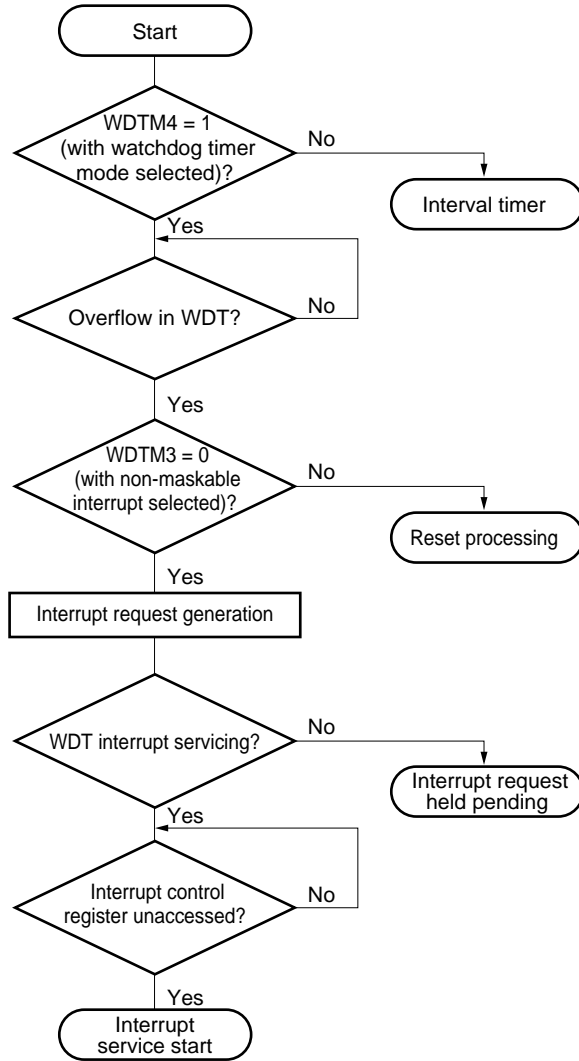 Start
WDTM4 = 1
(with watchdog timer
mode selected)?
No
Interval timer
Yes
Overflow in WDT?
No
Yes
WDTM3 = 0
(with non-maskable
interrupt selected)?
No
Reset processing
Yes
Interrupt request generation
WDT interrupt servicing?
No
Interrupt request
held pending
Yes
Interrupt control
register unaccessed?
No
Yes
Interrupt
service start